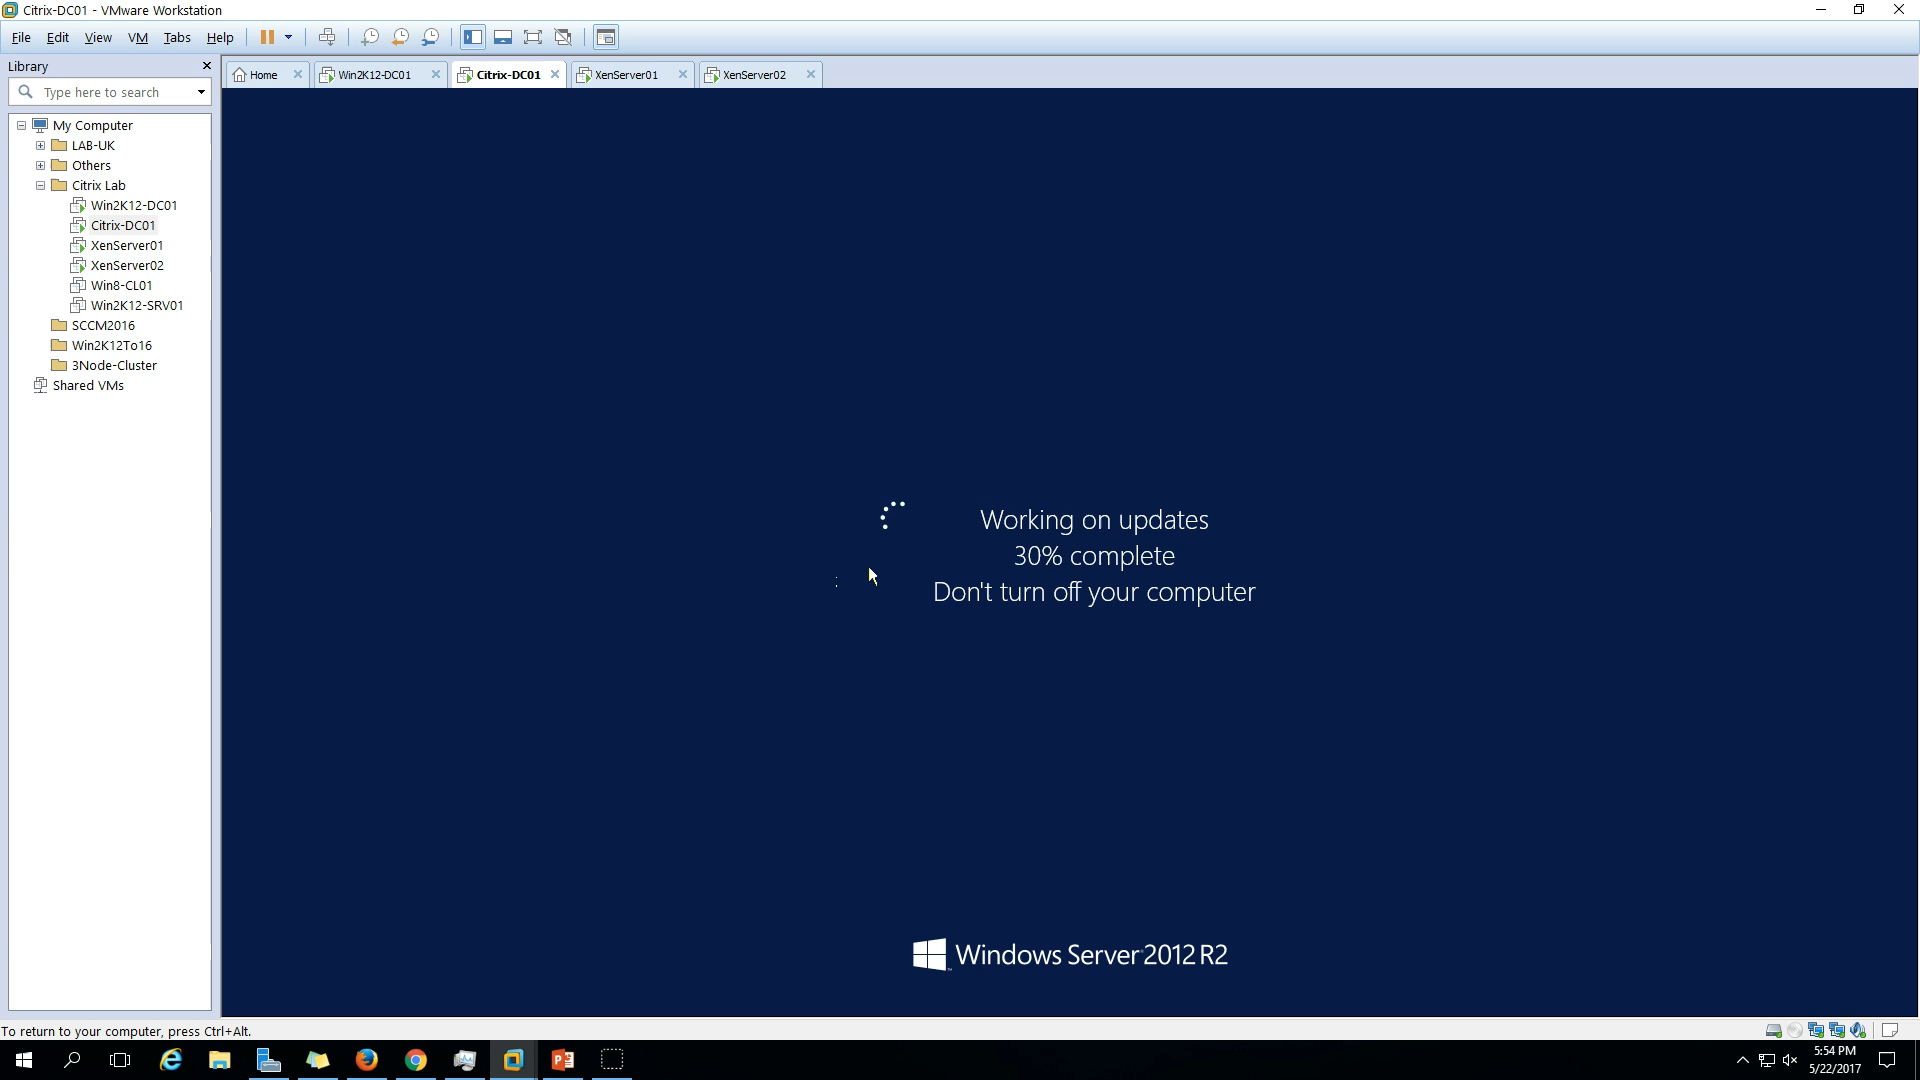 Citrix-DC01 - VMware Workstation
File Edit View VM Tabs Help
Library
Type here to search
Home
Win2K12-DC01
Citrix-DC01
XenServer01
XenServer02
My Computer
LAB-UK
Others
Citrix Lab
Win2K12-DC01
Citrix-DC01
XenServer01
XenServer02
Win8-CL01
Win2K12-SRV01
SCCM2016
Win2K12To16
3Node-Cluster
Shared VMs
Working on updates
30% complete
Don't turn off your computer
Windows Server 2012 R2
To return to your computer, press Ctrl+Alt.
5:54 PM
5/22/2017